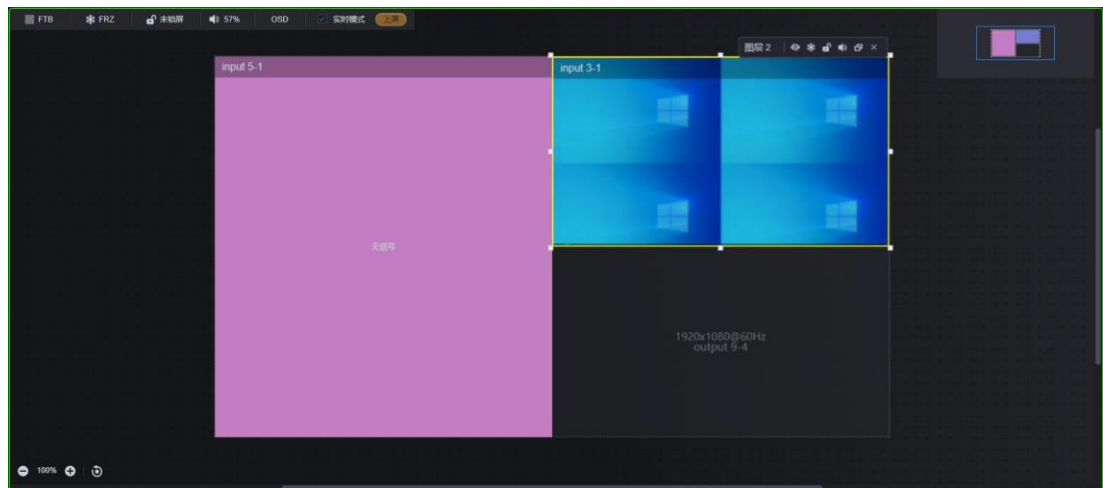 FTB FRZ 未锁屏 57% OSD 实时模式 上屏
图层 2
input 5-1
input 3-1
无信号
1920x1080@60Hz
output 9-4
100%